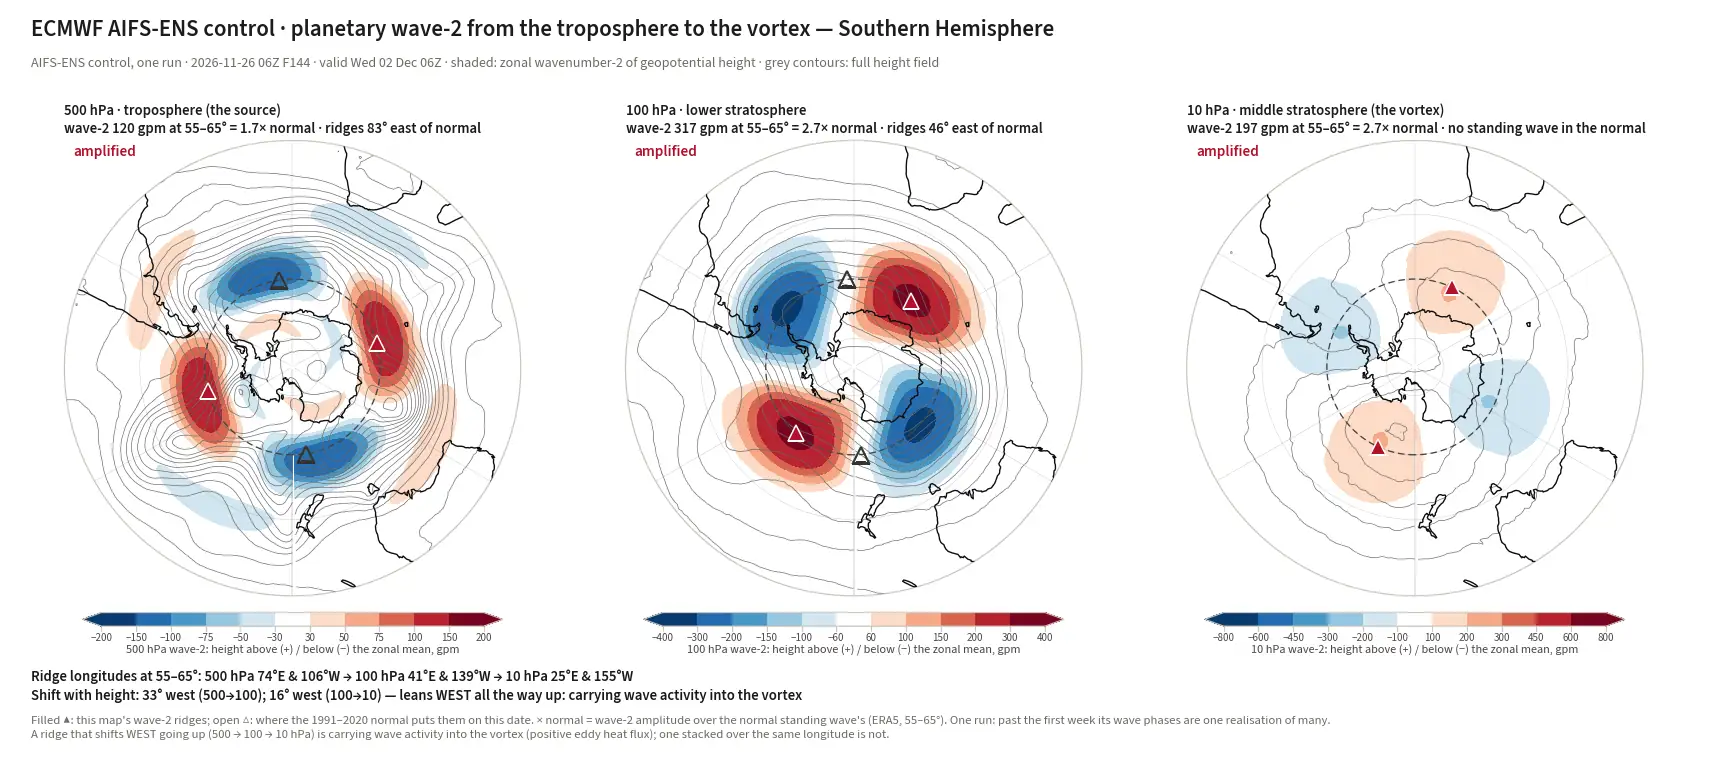 ECMWF AIFS-ENS control · planetary wave-2 from the troposphere to the vortex — Southern Hemisphere
AIFS-ENS control, one run · 2026-11-26 06Z F144 · valid Wed 02 Dec 06Z · shaded: zonal wavenumber-2 of geopotential height · grey contours: full height field
500 hPa · troposphere (the source)
wave-2 120 gpm at 55–65° = 1.7× normal · ridges 83° east of normal
amplified
100 hPa · lower stratosphere
wave-2 317 gpm at 55–65° = 2.7× normal · ridges 46° east of normal
amplified
10 hPa · middle stratosphere (the vortex)
wave-2 197 gpm at 55–65° = 2.7× normal · no standing wave in the normal
amplified
−200 −150 −100 −75 −50 −30 30 50 75 100 150 200
500 hPa wave-2: height above (+) / below (−) the zonal mean, gpm
−400 −300 −200 −150 −100 −60 60 100 150 200 300 400
100 hPa wave-2: height above (+) / below (−) the zonal mean, gpm
−800 −600 −450 −300 −200 −100 100 200 300 450 600 800
10 hPa wave-2: height above (+) / below (−) the zonal mean, gpm
Ridge longitudes at 55–65°: 500 hPa 74°E & 106°W → 100 hPa 41°E & 139°W → 10 hPa 25°E & 155°W
Shift with height: 33° west (500→100); 16° west (100→10) — leans WEST all the way up: carrying wave activity into the vortex
Filled ▲: this map's wave-2 ridges; open △: where the 1991–2020 normal puts them on this date. × normal = wave-2 amplitude over the normal standing wave's (ERA5, 55–65°). One run: past the first week its wave phases are one realisation of many.
A ridge that shifts WEST going up (500 → 100 → 10 hPa) is carrying wave activity into the vortex (positive eddy heat flux); one stacked over the same longitude is not.